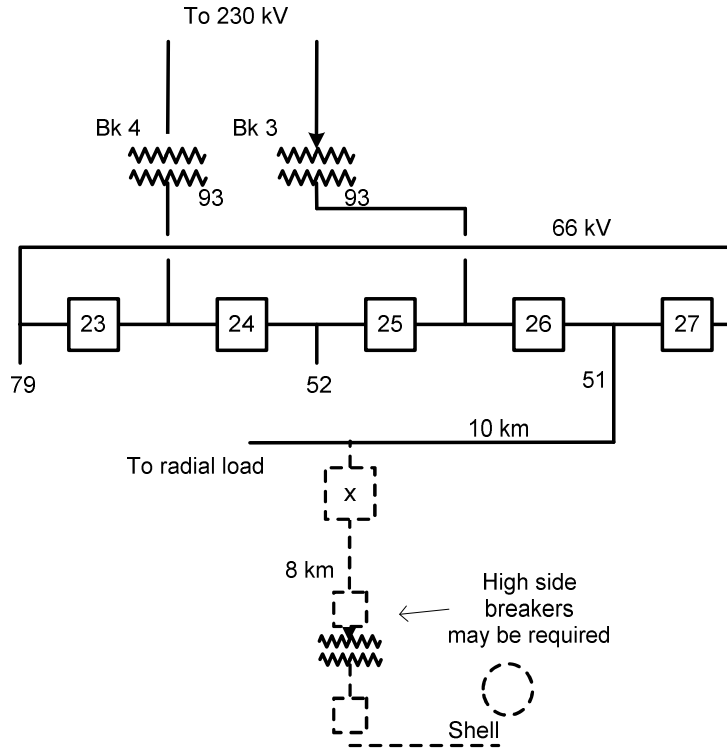 To 230 kV
Bk 4
Bk 3
93
93
66 kV
23
24
25
26
27
79
52
51
10 km
To radial load
x
8 km
High side
breakers
may be required
Shell